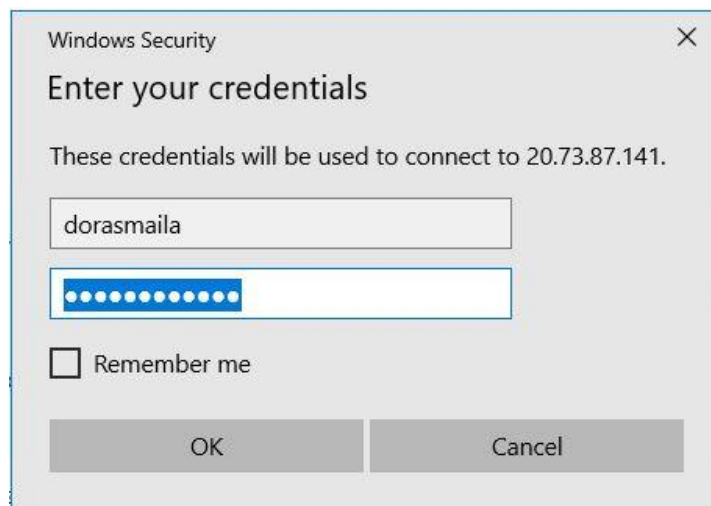 Windows Security
Enter your credentials
These credentials will be used to connect to 20.73.87.141.
dorasmaila
●●●●●●●●●●●●
Remember me
OK
Cancel